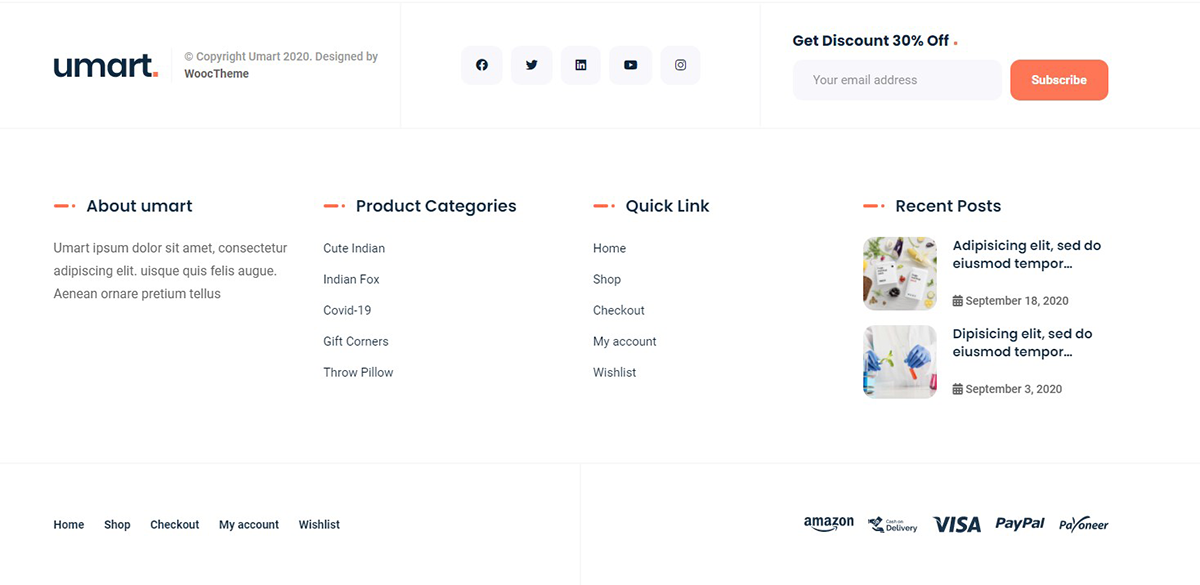 umart.
© Copyright Umart 2020. Designed by
WoocTheme
Get Discount 30% Off .
Your email address
Subscribe
About umart
Umart ipsum dolor sit amet, consectetur
adipiscing elit. uisque quis felis augue.
Aenean ornare pretium tellus
Product Categories
Cute Indian
Indian Fox
Covid-19
Gift Corners
Throw Pillow
Quick Link
Home
Shop
Checkout
My account
Wishlist
Recent Posts
Adipisicing elit, sed do
eiusmod tempor...
September 18, 2020
Dipisicing elit, sed do
eiusmod tempor...
September 3, 2020
Home Shop Checkout My account Wishlist
amazon
Cash on
Delivery
VISA
PayPal
Payoneer